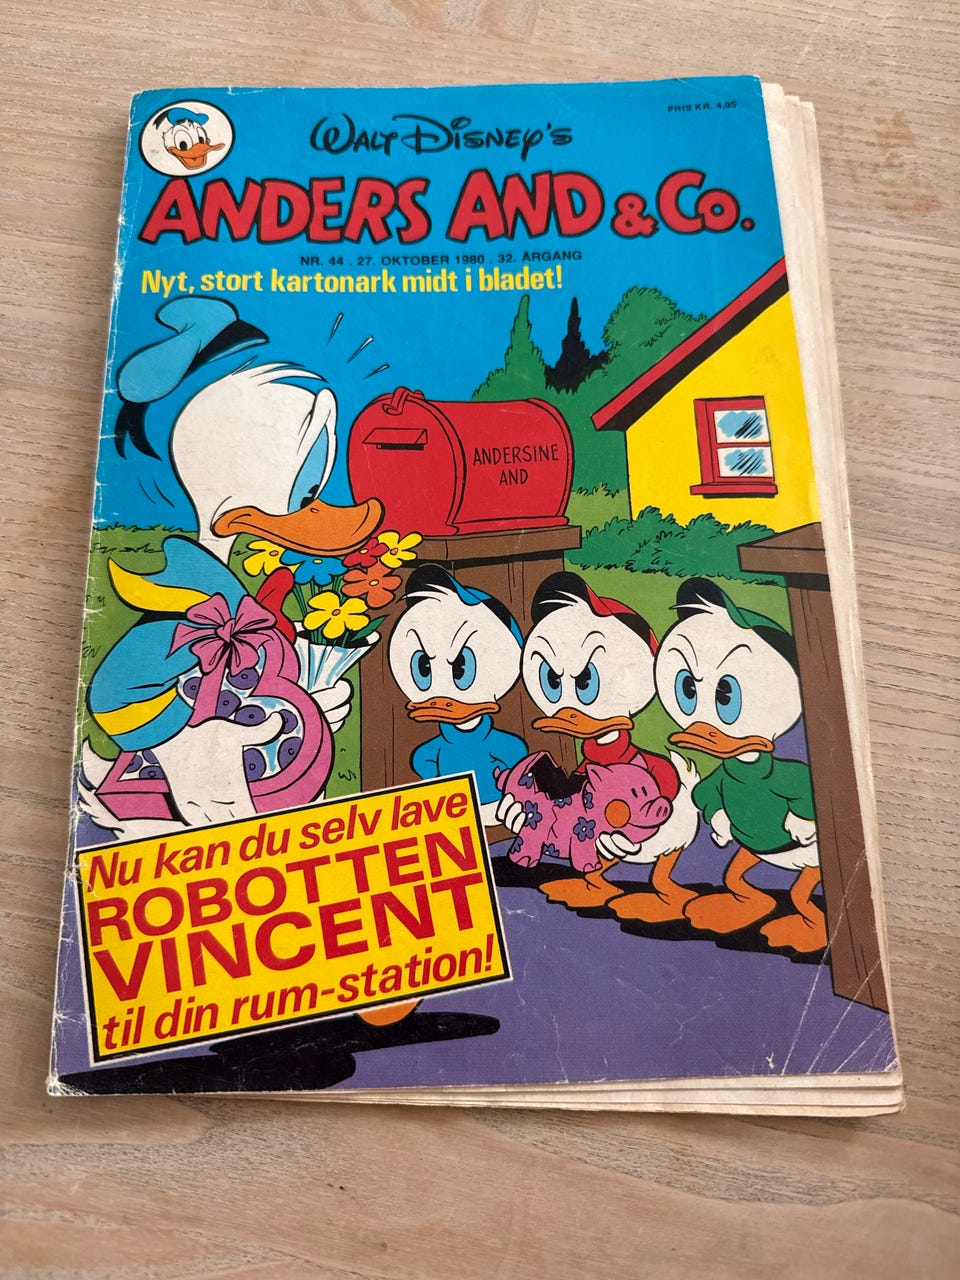 PRIS KR. 4,95
WALT DISNEY'S
ANDERS AND & CO.
NR. 44 . 27. OKTOBER 1980 . 32. ÅRGANG
Nyt, stort kartonark midt i bladet!
ANDERSINE
AND
Nu kan du selv lave
ROBOTTEN
VINCENT
til din rum-station!